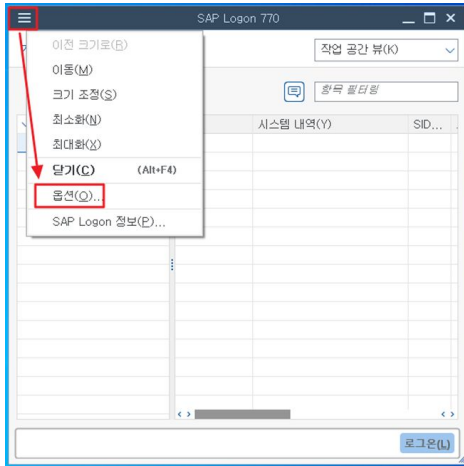 SAP Logon 770
이전 크기로(R)
작업 공간 뷰(K)
이동(M)
크기 조정(S)
항목 필터링
최소화(N)
시스템 내역(Y)
SID...
최대화(X)
닫기(C) (Alt+F4)
옵션(O)...
SAP Logon 정보(P)...
로그온(L)